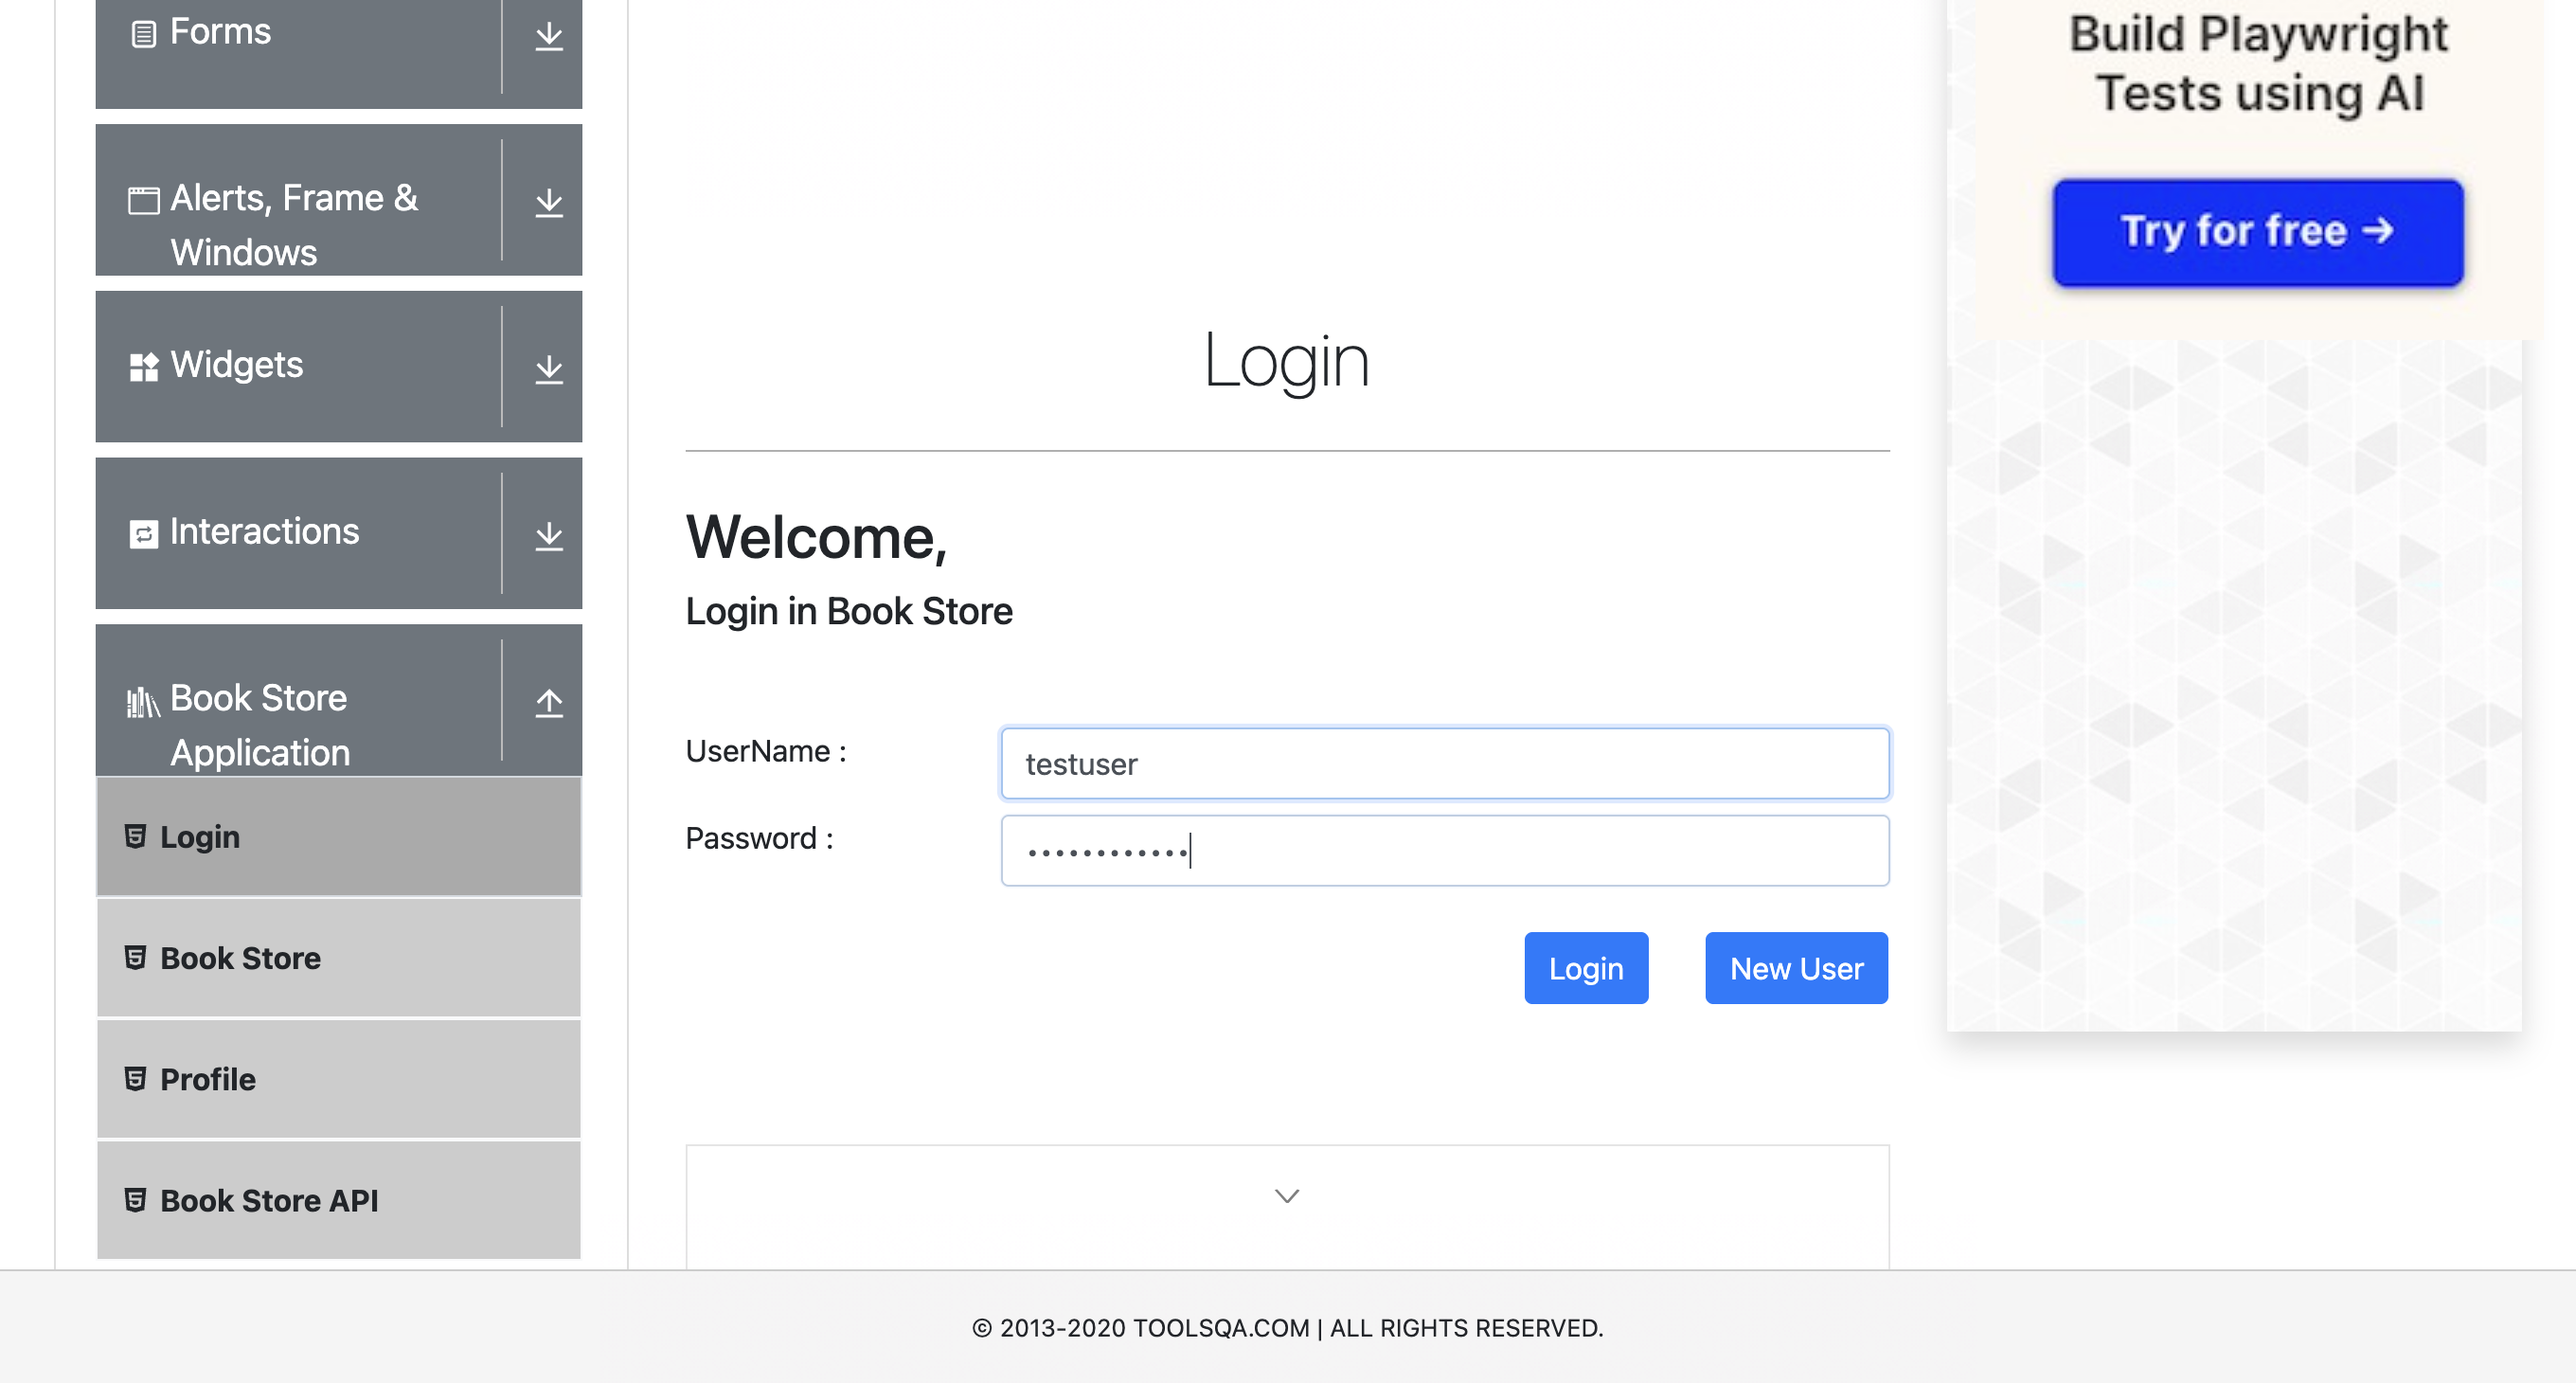 Forms
Alerts, Frame &
Windows
Widgets
Interactions
Book Store
Application
Login
Book Store
Profile
Book Store API
Login
Welcome,
Login in Book Store
UserName :
testuser
Password :
••••••••••••
Login
New User
Build Playwright
Tests using AI
Try for free →
© 2013-2020 TOOLSQA.COM | ALL RIGHTS RESERVED.